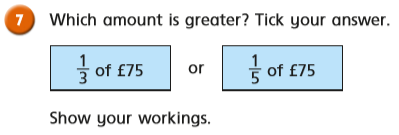 7 Which amount is greater? Tick your answer.
1/3 of £75 or 1/5 of £75
Show your workings.